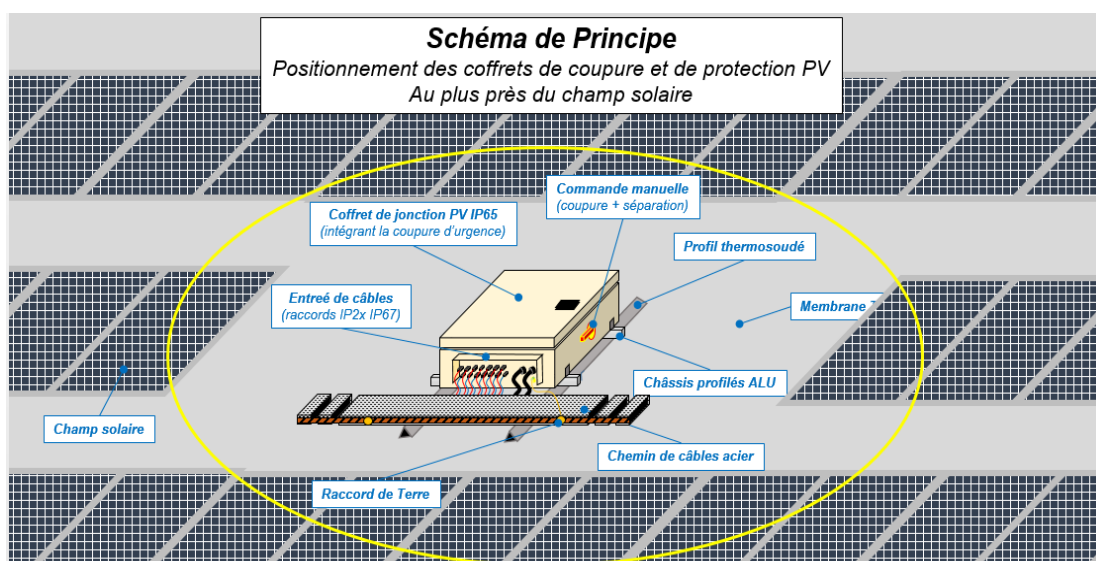 Schéma de Principe
Positionnement des coffrets de coupure et de protection PV
Au plus près du champ solaire
Commande manuelle
(coupure + séparation)
Coffret de jonction PV IP65
(intégrant la coupure d'urgence)
Profil thermosoudé
Entreé de câbles
(raccords IP2x IP67)
Membrane
Châssis profilés ALU
Champ solaire
Chemin de câbles acier
Raccord de Terre